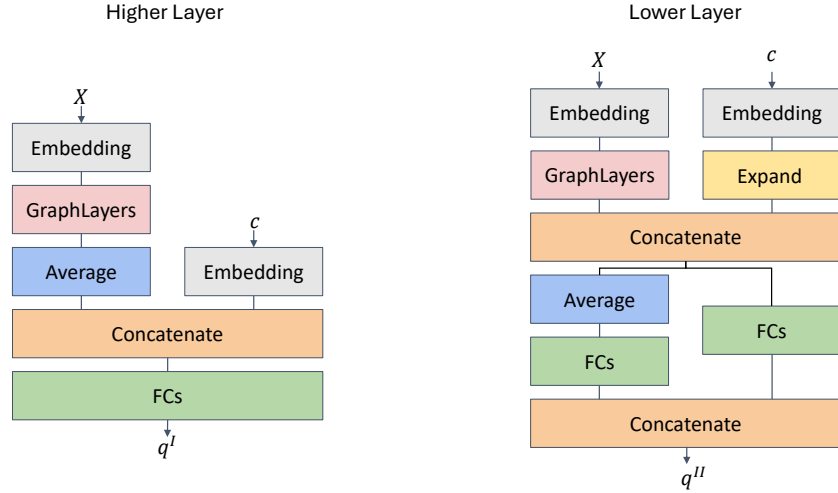 Higher Layer
X
Embedding
GraphLayers
c
Average
Embedding
Concatenate
FCs
q^I
Lower Layer
X
c
Embedding
Embedding
GraphLayers
Expand
Concatenate
Average
FCs
FCs
Concatenate
q^{II}